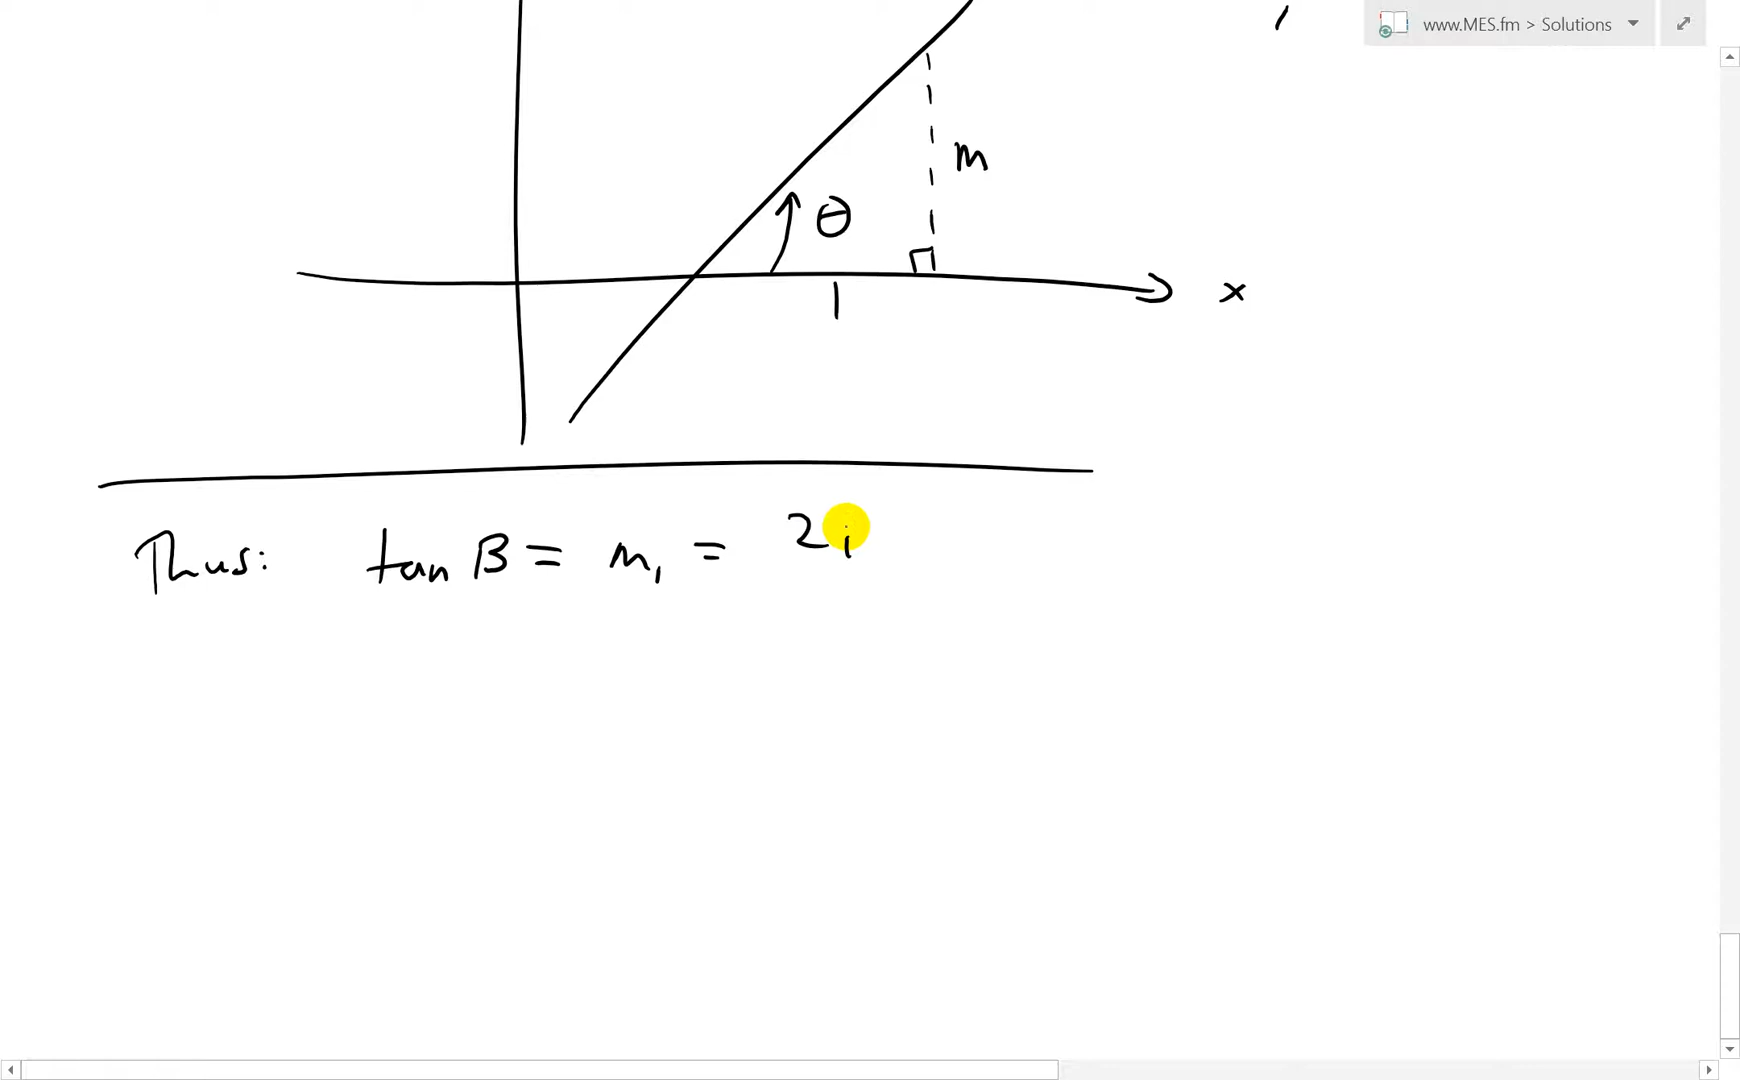 www.MES.fm > Solutions
m
θ
1
x
Thus: tan β = m₁ = 2